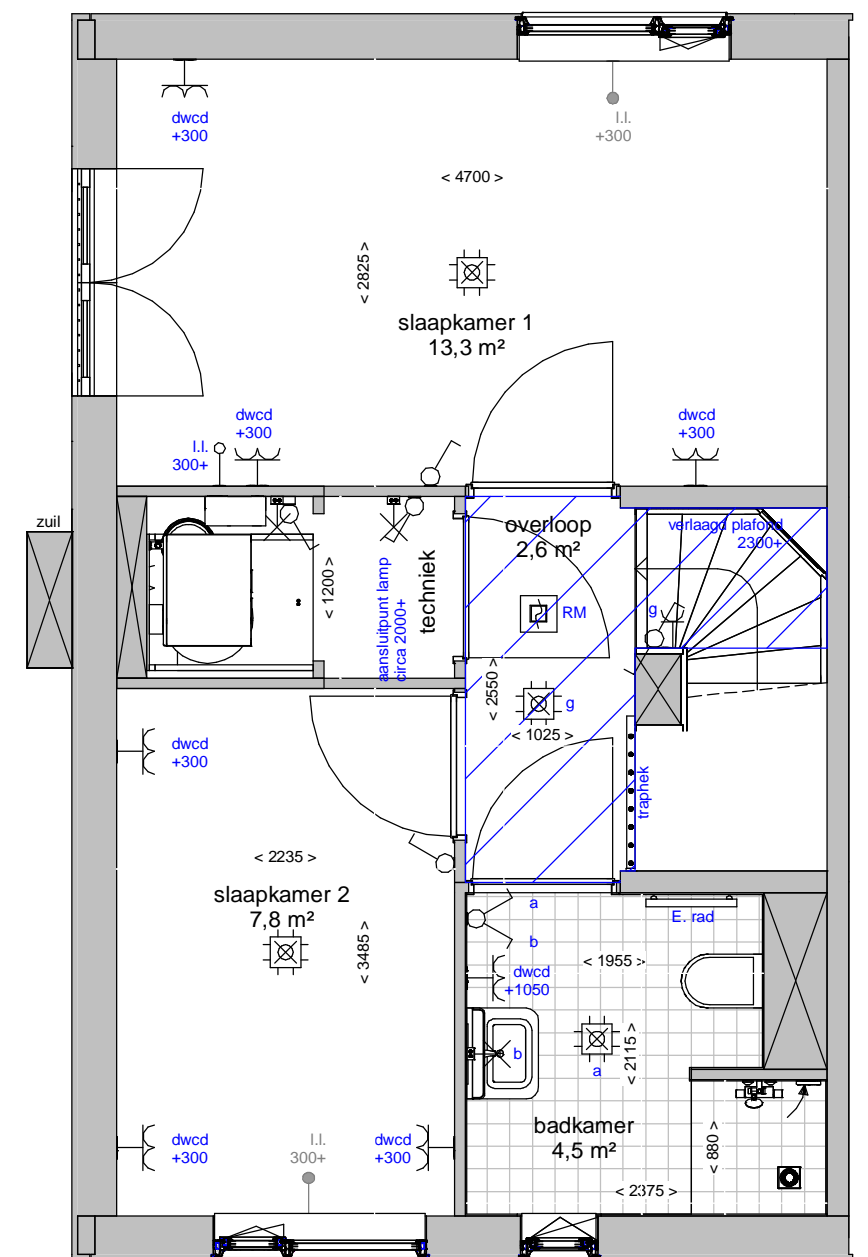 dwcd
+300
l.l.
+300
< 4700 >
< 2825 >
slaapkamer 1
13,3 m²
dwcd
+300
l.l.
300+
dwcd
+300
zuil
overloop
2,6 m²
verlaagd plafond
2300+
< 1200 >
aansluitpunt lamp
circa 2000+
techniek
RM
g
< 2550 >
g
< 1025 >
dwcd
+300
traphek
< 2235 >
slaapkamer 2
7,8 m²
< 3485 >
a
E. rad
b
< 1955 >
dwcd
+1050
b
a
< 2115 >
badkamer
4,5 m²
< 880 >
dwcd
+300
l.l.
300+
dwcd
+300
< 2375 >